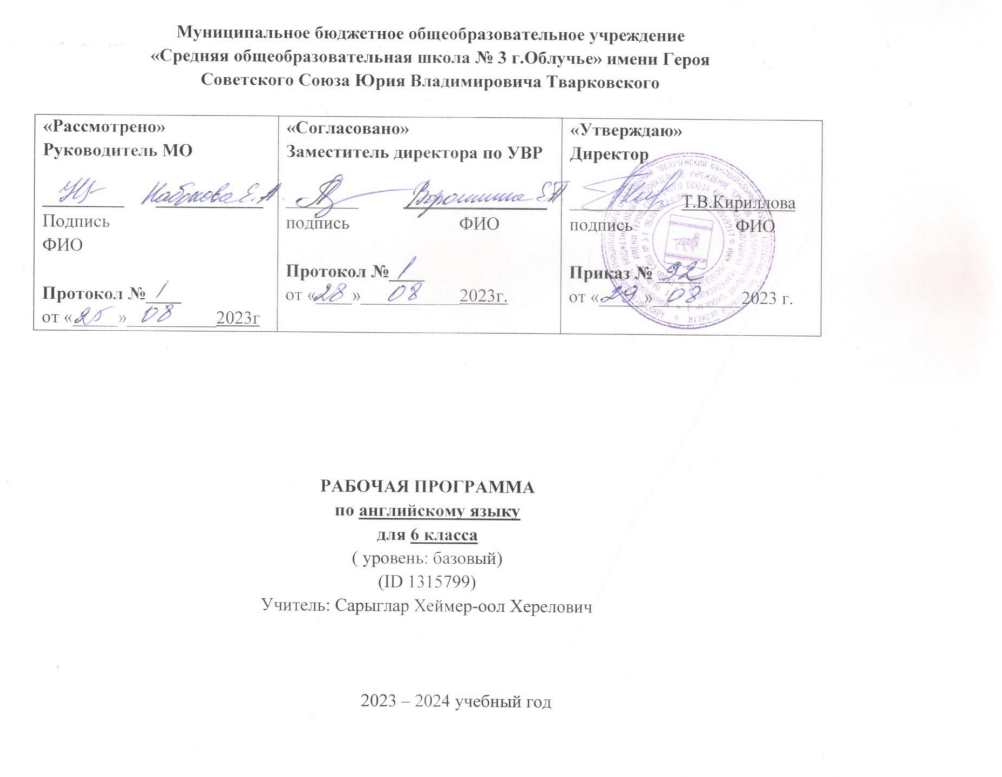 Муниципальное бюджетное общеобразовательное учреждение
«Средняя общеобразовательная школа № 3 г.Облучье» имени Героя
Советского Союза Юрия Владимировича Тварковского
«Рассмотрено»
Руководитель МО
Подпись
ФИО
Протокол № 1
от «25» 08 2023г
«Согласовано»
Заместитель директора по УВР
Ворошина
подпись ФИО
Протокол № 1
от «28» 08 2023г.
«Утверждаю»
Директор
Т.В.Кириллова
подпись ФИО
Приказ № 92
от «29» 08 2023 г.
РАБОЧАЯ ПРОГРАММА
по английскому языку
для 6 класса
( уровень: базовый)
(ID 1315799)
Учитель: Сарыглар Хеймер-оол Херелович
2023 – 2024 учебный год